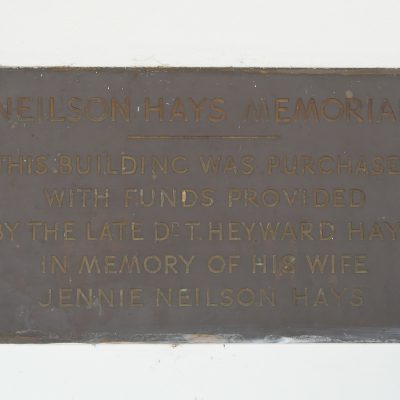 NEILSON HAYS MEMORIA
THIS BUILDING WAS PURCHASE
WITH FUNDS PROVIDED
BY THE LATE DR T. HEYWARD HAY
IN MEMORY OF HIS WIFE
JENNIE NEILSON HAYS